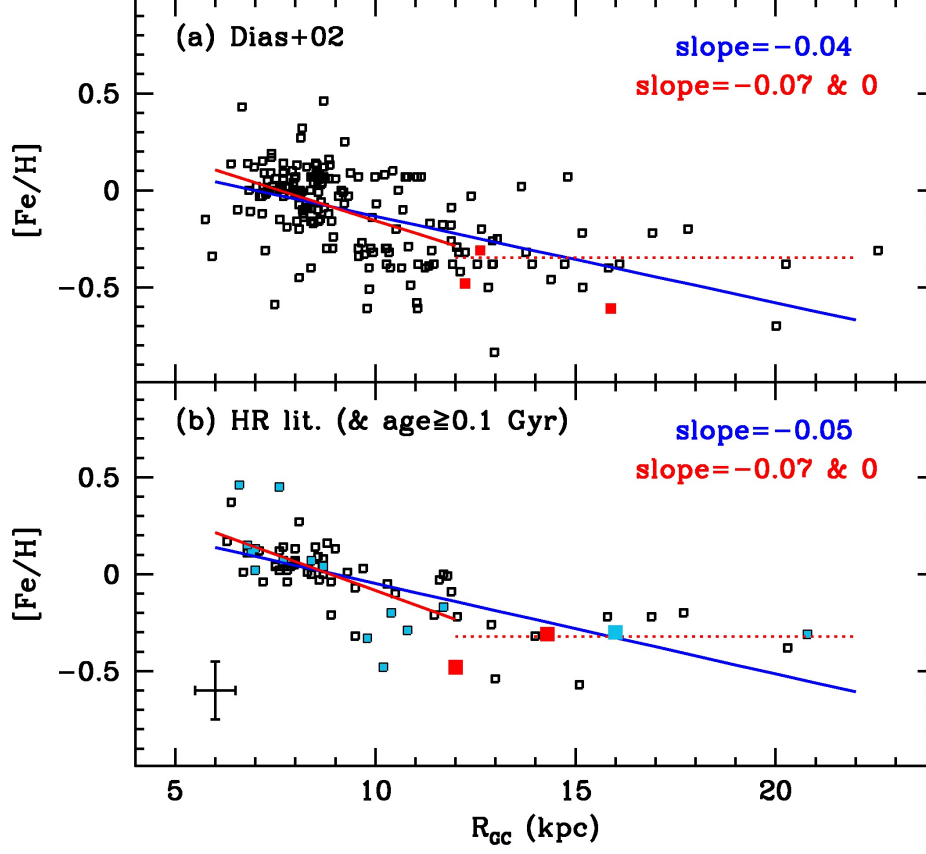 (a) Dias+02
slope=−0.04
slope=−0.07 & 0
0.5
0
−0.5
[Fe/H]
(b) HR lit. (& age≥0.1 Gyr)
slope=−0.05
slope=−0.07 & 0
0.5
0
−0.5
[Fe/H]
5 10 15 20
R_GC (kpc)